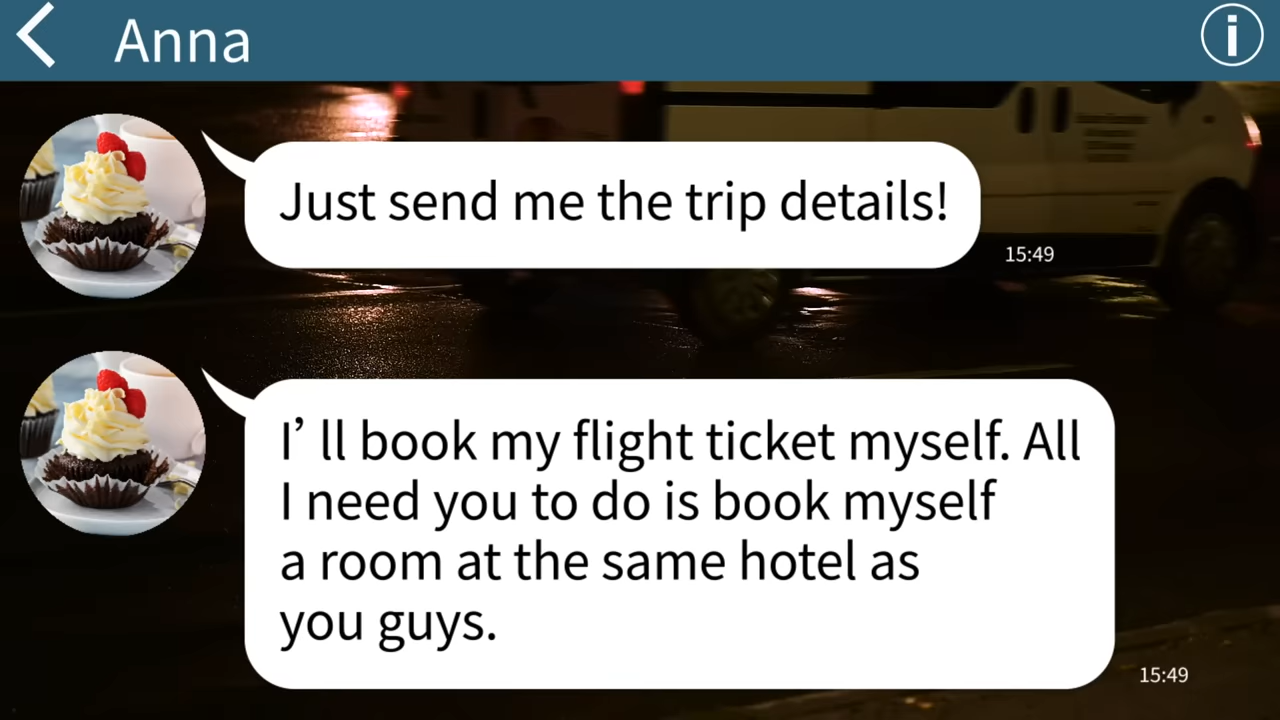 Anna
Just send me the trip details!
15:49
I’ ll book my flight ticket myself. All
I need you to do is book myself
a room at the same hotel as
you guys.
15:49